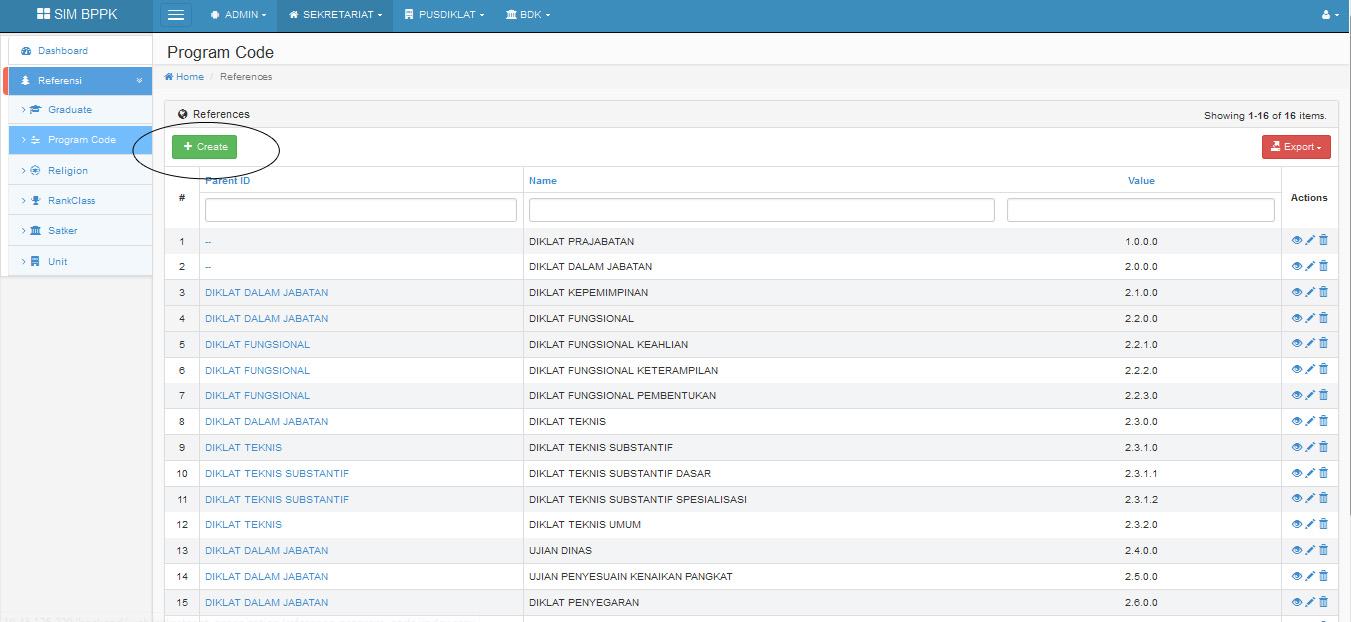 SIM BPPK ADMIN SEKRETARIAT PUSDIKLAT BDK
Dashboard
Referensi
Graduate
Program Code
Religion
RankClass
Satker
Unit
Program Code
Home / References
References Showing 1-16 of 16 items.
Create Export
# Parent ID Name Value Actions
1 -- DIKLAT PRAJABATAN 1.0.0.0
2 -- DIKLAT DALAM JABATAN 2.0.0.0
3 DIKLAT DALAM JABATAN DIKLAT KEPEMIMPINAN 2.1.0.0
4 DIKLAT DALAM JABATAN DIKLAT FUNGSIONAL 2.2.0.0
5 DIKLAT FUNGSIONAL DIKLAT FUNGSIONAL KEAHLIAN 2.2.1.0
6 DIKLAT FUNGSIONAL DIKLAT FUNGSIONAL KETERAMPILAN 2.2.2.0
7 DIKLAT FUNGSIONAL DIKLAT FUNGSIONAL PEMBENTUKAN 2.2.3.0
8 DIKLAT DALAM JABATAN DIKLAT TEKNIS 2.3.0.0
9 DIKLAT TEKNIS DIKLAT TEKNIS SUBSTANTIF 2.3.1.0
10 DIKLAT TEKNIS SUBSTANTIF DIKLAT TEKNIS SUBSTANTIF DASAR 2.3.1.1
11 DIKLAT TEKNIS SUBSTANTIF DIKLAT TEKNIS SUBSTANTIF SPESIALISASI 2.3.1.2
12 DIKLAT TEKNIS DIKLAT TEKNIS UMUM 2.3.2.0
13 DIKLAT DALAM JABATAN UJIAN DINAS 2.4.0.0
14 DIKLAT DALAM JABATAN UJIAN PENYESUAIN KENAIKAN PANGKAT 2.5.0.0
15 DIKLAT DALAM JABATAN DIKLAT PENYEGARAN 2.6.0.0